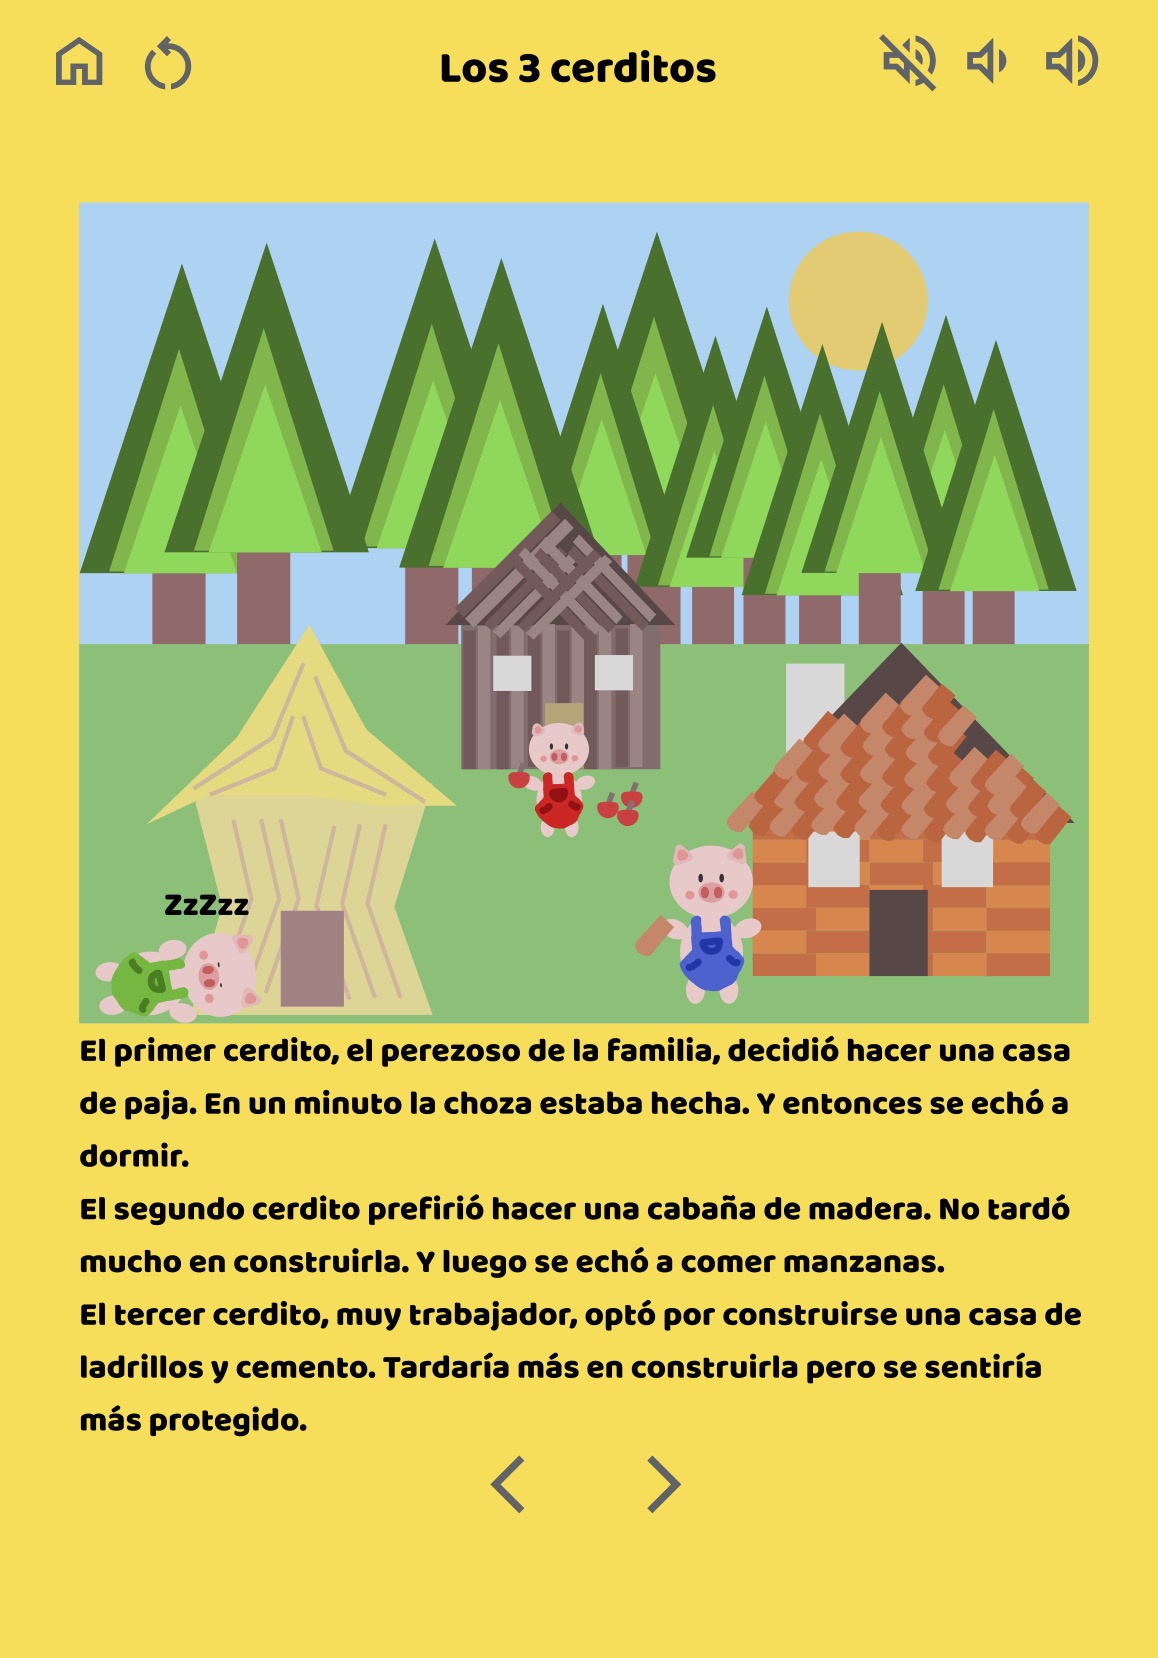 Los 3 cerditos
ZzZzz
El primer cerdito, el perezoso de la familia, decidió hacer una casa
de paja. En un minuto la choza estaba hecha. Y entonces se echó a
dormir.
El segundo cerdito prefirió hacer una cabaña de madera. No tardó
mucho en construirla. Y luego se echó a comer manzanas.
El tercer cerdito, muy trabajador, optó por construirse una casa de
ladrillos y cemento. Tardaría más en construirla pero se sentiría
más protegido.